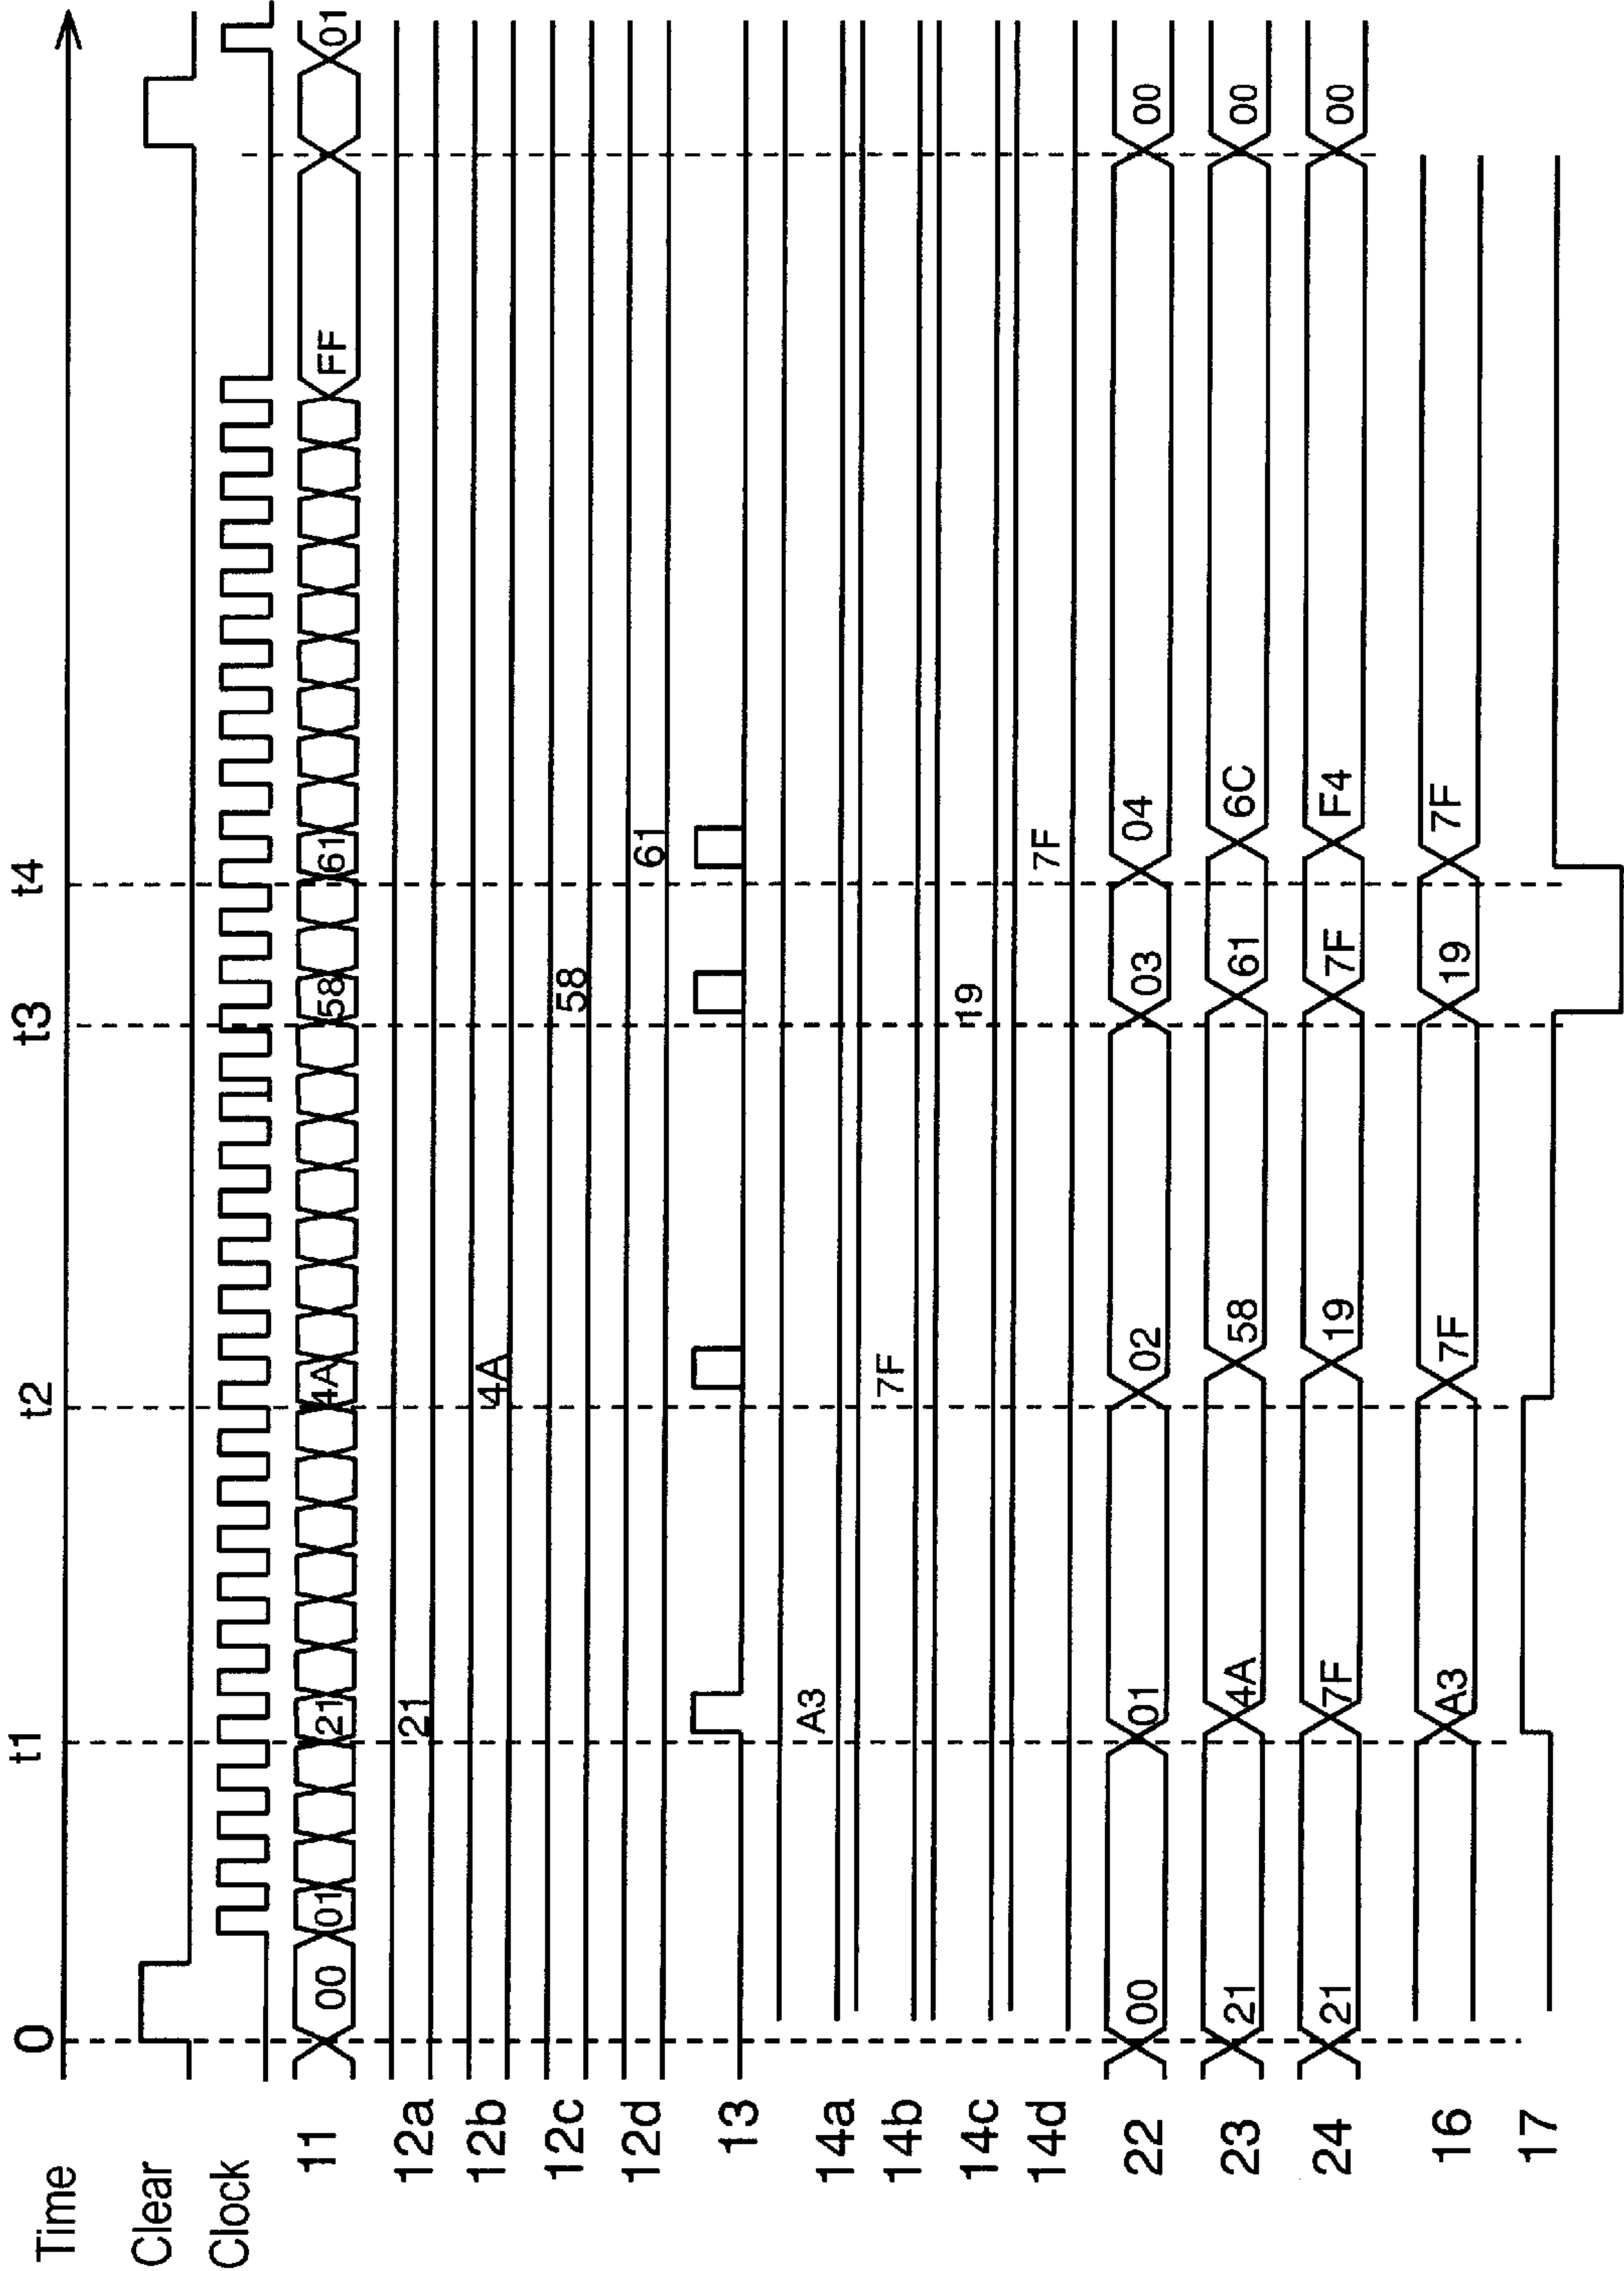 Time 0 t1 t2 t3 t4
Clear
Clock
11 00 01 21 4A 58 61 FF 01
12a 21
12b 4A
12c 58
12d 61
13
14a A3
14b 7F
14c 19
14d 7F
22 00 01 02 03 04 00
23 21 4A 58 61 6C 00
24 21 7F 19 7F F4 00
16 A3 7F 19 7F
17